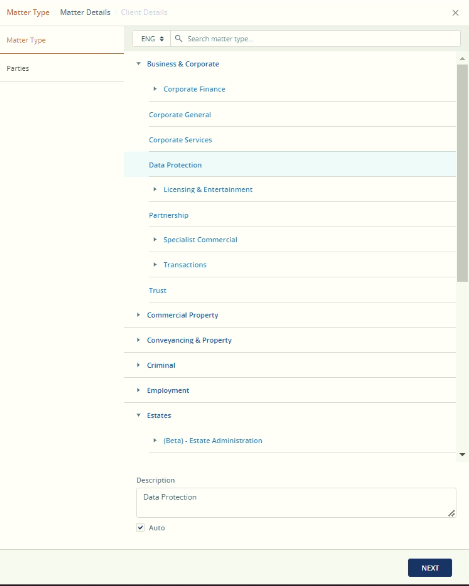 Matter Type Matter Details Client Details
Matter Type
Parties
ENG Search matter type...
Business & Corporate
Corporate Finance
Corporate General
Corporate Services
Data Protection
Licensing & Entertainment
Partnership
Specialist Commercial
Transactions
Trust
Commercial Property
Conveyancing & Property
Criminal
Employment
Estates
(Beta) - Estate Administration
Description
Data Protection
Auto
NEXT